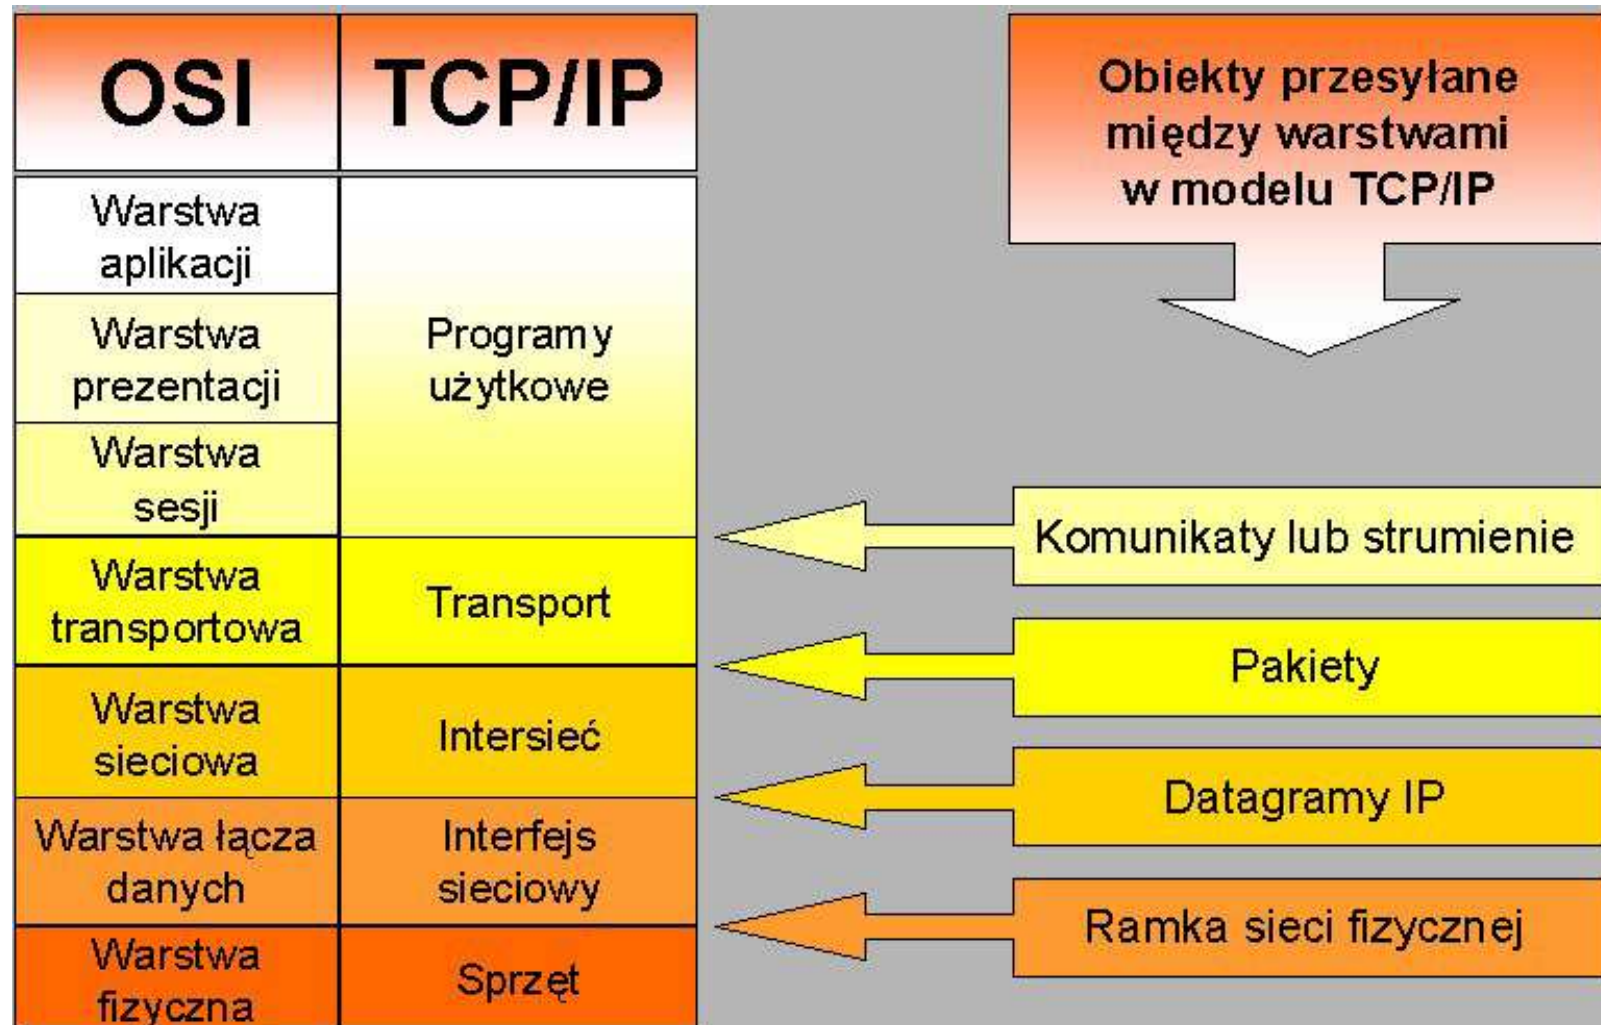 OSI
TCP/IP
Obiekty przesyłane
między warstwami
w modelu TCP/IP
Warstwa
aplikacji
Warstwa
prezentacji
Warstwa
sesji
Programy
użytkowe
Komunikaty lub strumienie
Warstwa
transportowa
Transport
Pakiety
Warstwa
sieciowa
Intersieć
Datagramy IP
Warstwa łącza
danych
Interfejs
sieciowy
Ramka sieci fizycznej
Warstwa
fizyczna
Sprzęt